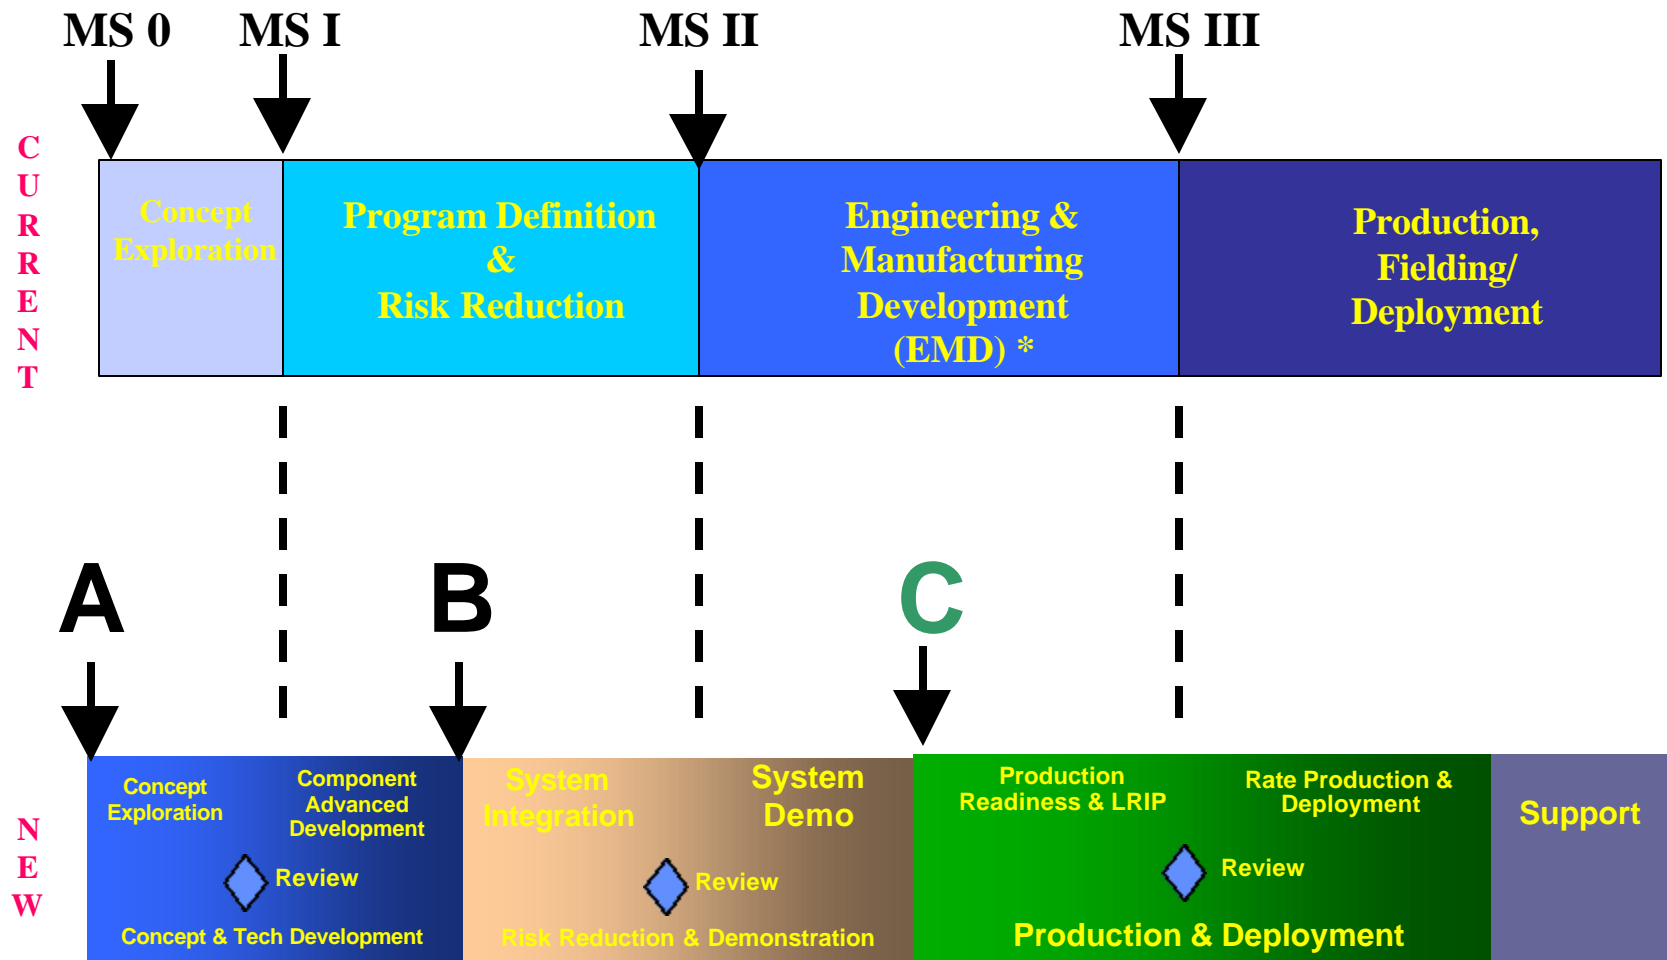 MS 0 MS I MS II MS III
CURRENT
Concept
Exploration
Program Definition
&
Risk Reduction
Engineering &
Manufacturing
Development
(EMD) *
Production,
Fielding/
Deployment
A B C
NEW
Concept
Exploration
Component
Advanced
Development
Review
Concept & Tech Development
System
Integration
System
Demo
Review
Risk Reduction & Demonstration
Production
Readiness & LRIP
Rate Production &
Deployment
Review
Production & Deployment
Support